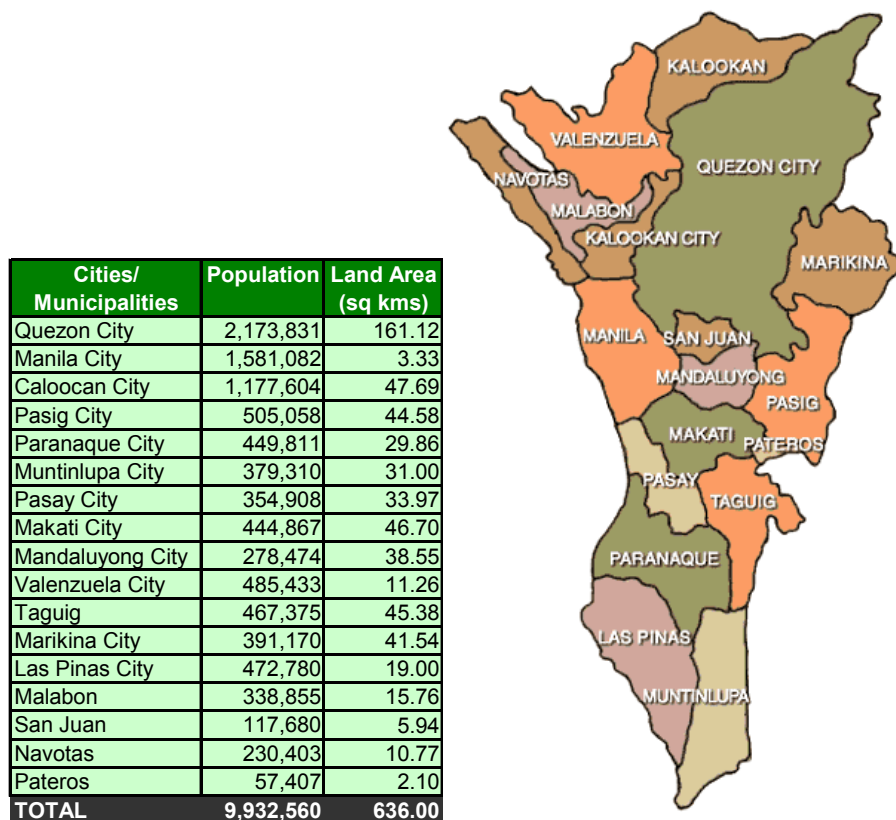 Cities/ Population Land Area
Municipalities (sq kms)
Quezon City 2,173,831 161.12
Manila City 1,581,082 3.33
Caloocan City 1,177,604 47.69
Pasig City 505,058 44.58
Paranaque City 449,811 29.86
Muntinlupa City 379,310 31.00
Pasay City 354,908 33.97
Makati City 444,867 46.70
Mandaluyong City 278,474 38.55
Valenzuela City 485,433 11.26
Taguig 467,375 45.38
Marikina City 391,170 41.54
Las Pinas City 472,780 19.00
Malabon 338,855 15.76
San Juan 117,680 5.94
Navotas 230,403 10.77
Pateros 57,407 2.10
TOTAL 9,932,560 636.00
KALOOKAN
VALENZUELA
QUEZON CITY
NAVOTAS
MALABON
KALOOKAN CITY
MARIKINA
MANILA
SAN JUAN
MANDALUYONG
PASIG
MAKATI
PATEROS
PASAY
TAGUIG
PARANAQUE
LAS PINAS
MUNTINLUPA